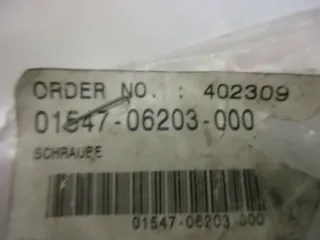 ORDER NO. : 402309
01547-06203-000
SCHRAUBE
01547-06203 000